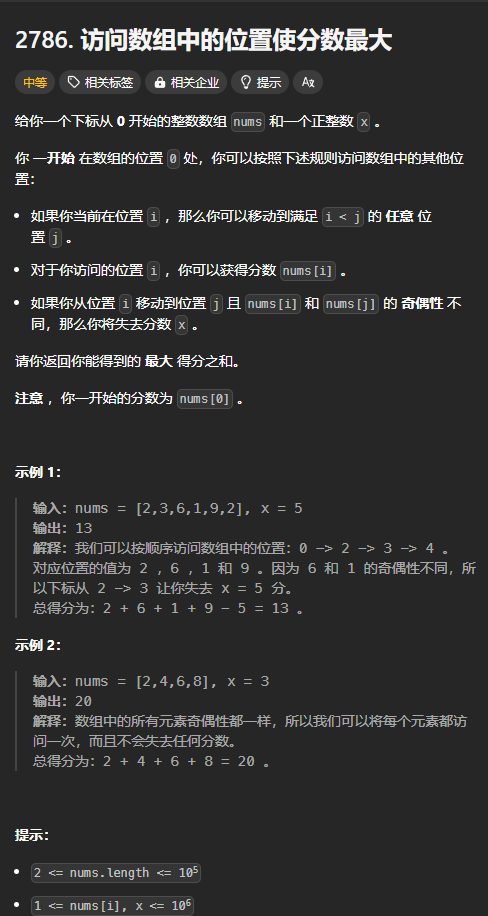 2786. 访问数组中的位置使分数最大
中等 相关标签 相关企业 提示 Ax
给你一个下标从 0 开始的整数数组 nums 和一个正整数 x 。
你 一开始 在数组的位置 0 处，你可以按照下述规则访问数组中的其他位
置：
• 如果你当前在位置 i ，那么你可以移动到满足 i < j 的 任意 位
置 j 。
• 对于你访问的位置 i ，你可以获得分数 nums[i] 。
• 如果你从位置 i 移动到位置 j 且 nums[i] 和 nums[j] 的 奇偶性 不
同，那么你将失去分数 x 。
请你返回你能得到的 最大 得分之和。
注意 ，你一开始的分数为 nums[0] 。
示例 1：
输入：nums = [2,3,6,1,9,2], x = 5
输出：13
解释：我们可以按顺序访问数组中的位置：0 -> 2 -> 3 -> 4 。
对应位置的值为 2 ，6 ，1 和 9 。因为 6 和 1 的奇偶性不同，所
以下标从 2 -> 3 让你失去 x = 5 分。
总得分为：2 + 6 + 1 + 9 - 5 = 13 。
示例 2：
输入：nums = [2,4,6,8], x = 3
输出：20
解释：数组中的所有元素奇偶性都一样，所以我们可以将每个元素都访
问一次，而且不会失去任何分数。
总得分为：2 + 4 + 6 + 8 = 20 。
提示：
• 2 <= nums.length <= 10⁵
• 1 <= nums[i], x <= 10⁶